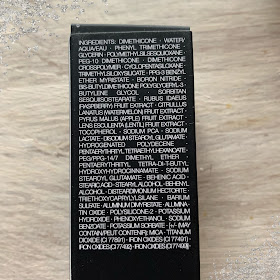 INGREDIENTS: DIMETHICONE • WATER/
AQUA/EAU • PHENYL TRIMETHICONE
GLYCERIN • POLYMETHYLSILSESQUIOXANE •
PEG-10 DIMETHICONE • DIMETHICONE
CROSSPOLYMER • CYCLOPENTASILOXANE •
TRIMETHYLSILOXYSILICATE • PPG-3 BENZYL
ETHER MYRISTATE • BORON NITRIDE •
BIS-BUTYLDIMETHICONE POLYGLYCERYL-3 •
BUTYLENE GLYCOL • SORBITAN
SESQUIISOSTEARATE • RUBUS IDAEUS
(RASPBERRY) FRUIT EXTRACT • CITRULLUS
LANATUS (WATERMELON) FRUIT EXTRACT •
PYRUS MALUS (APPLE) FRUIT EXTRACT •
LENS ESCULENTA (LENTIL) FRUIT EXTRACT •
TOCOPHEROL • SODIUM PCA • SODIUM
LACTATE • DISODIUM STEAROYL GLUTAMATE •
HYDROGENATED POLYDECENE •
PENTAERYTHRITYL TETRAETHYLHEXANOATE •
PEG/PPG-14/7 DIMETHYL ETHER •
PENTAERYTHRITYL TETRA-DI-T-BUTYL
HYDROXYHYDROCINNAMATE • SODIUM
STEAROYL GLUTAMATE • BEHENIC ACID •
STEARIC ACID • STEARYL ALCOHOL • BEHENYL
ALCOHOL • DISTEARDIMONIUM HECTORITE •
TRIETHOXYCAPRYLYLSILANE • BARIUM
SULFATE • ALUMINUM DIMYRISTATE • ALUMINA •
TIN OXIDE • POLYSILICONE-2 • POTASSIUM
HYDROXIDE • PHENOXYETHANOL • SODIUM
BENZOATE • POTASSIUM SORBATE • [+/- (MAY
CONTAIN/PEUT CONTENIR): MICA • TITANIUM
DIOXIDE (CI 77891) • IRON OXIDES (CI 77491) •
IRON OXIDES (CI 77492) • IRON OXIDES (CI 77499)]